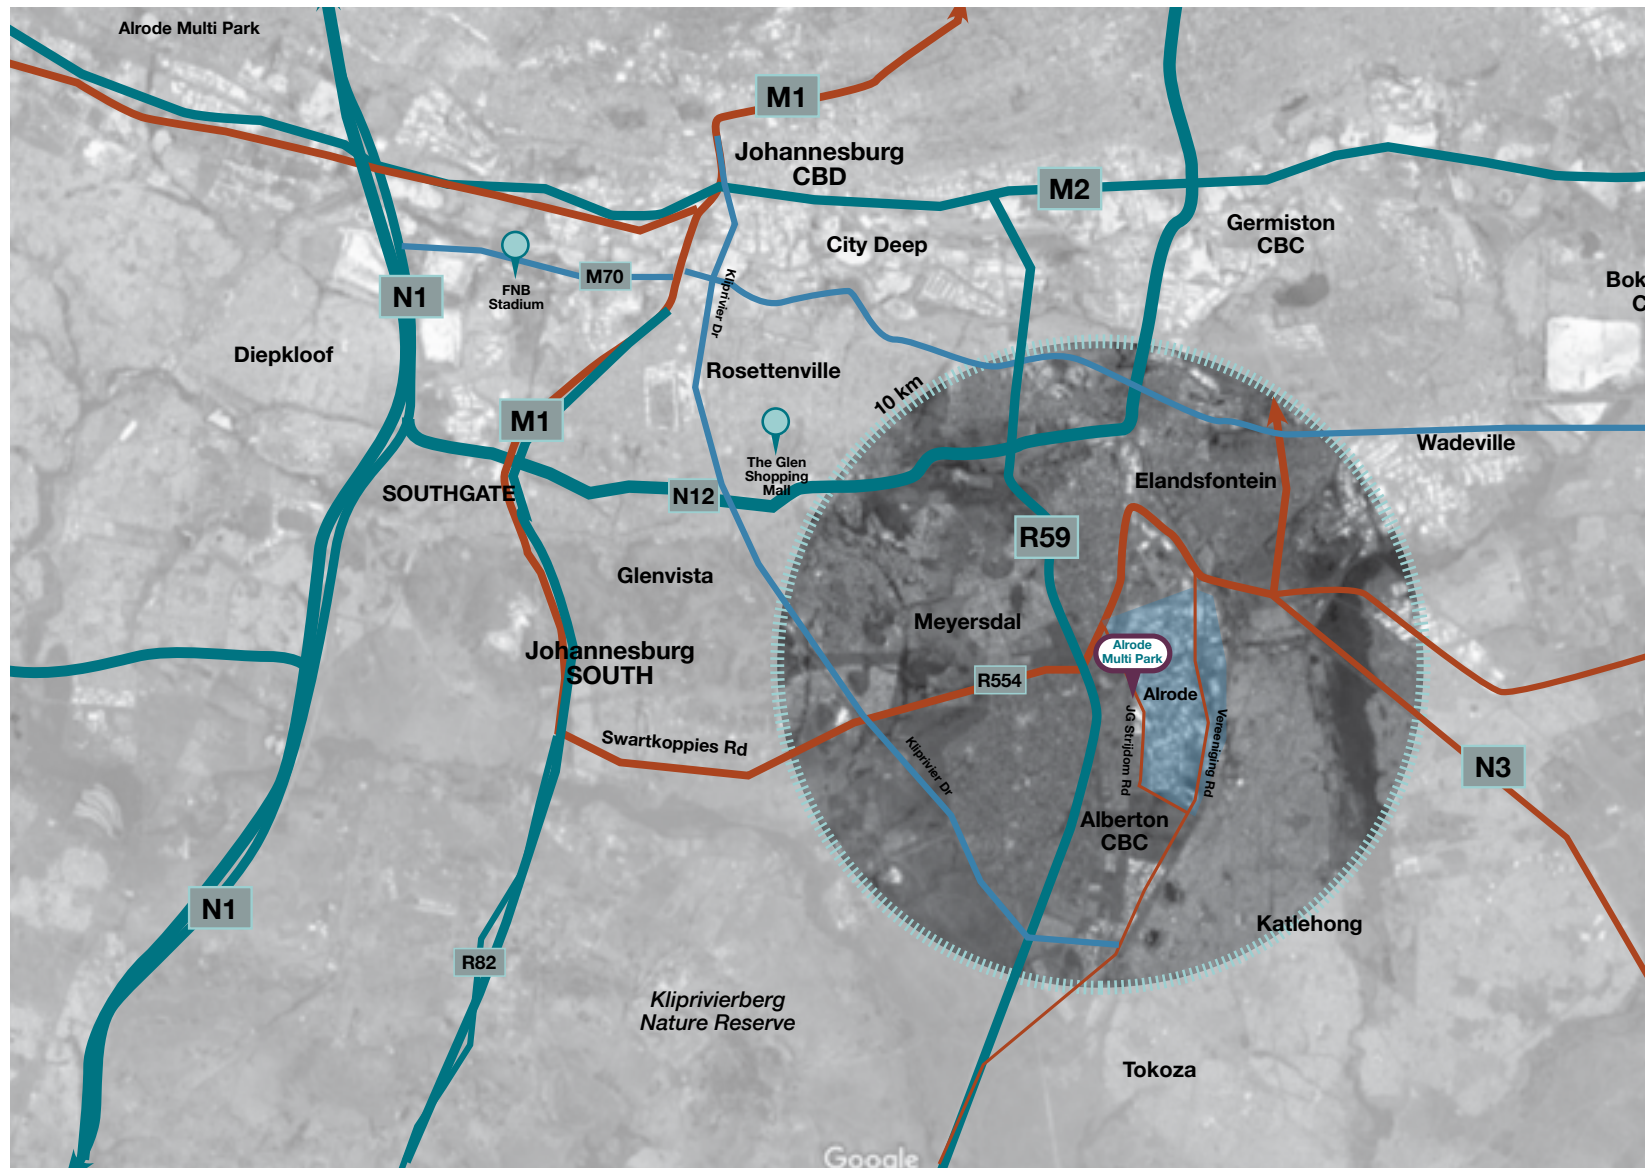 Alrode Multi Park
M1
Johannesburg
CBD
M2
Germiston
CBC
City Deep
M70
FNB
Stadium
N1
Kliprivier Dr
Bok
C
Diepkloof
Rosettenville
10 km
M1
Wadeville
The Glen
Shopping
Mall
Elandsfontein
SOUTHGATE
N12
R59
Glenvista
Meyersdal
Johannesburg
SOUTH
Alrode
Multi Park
R554
Alrode
JG Strijdom Rd
Vereeniging Rd
Swartkoppies Rd
Kliprivier Dr
N3
Alberton
CBC
N1
Katlehong
R82
Kliprivierberg
Nature Reserve
Tokoza
Google